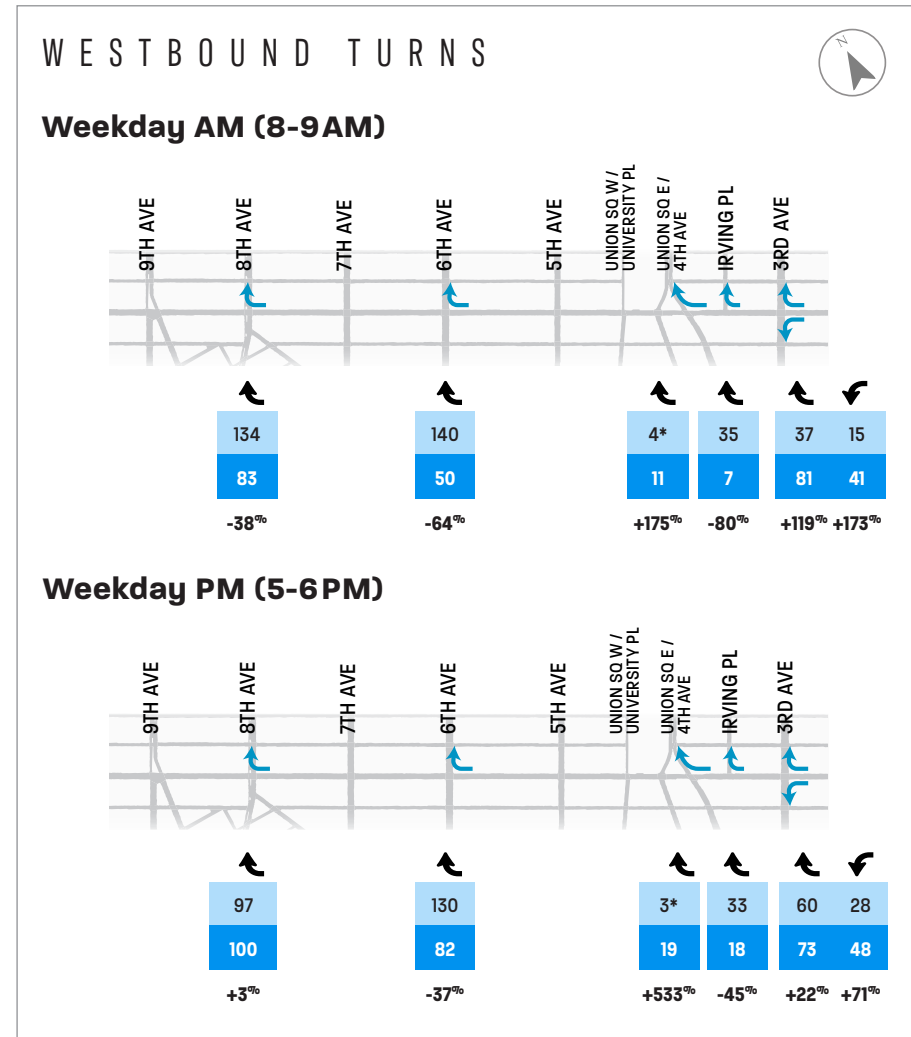 WESTBOUND TURNS
N
Weekday AM (8-9AM)
9TH AVE
8TH AVE
7TH AVE
6TH AVE
5TH AVE
UNION SQ W /
UNIVERSITY PL
UNION SQ E /
4TH AVE
IRVING PL
3RD AVE
134 140 4* 35 37 15
83 50 11 7 81 41
-38% -64% +175% -80% +119% +173%
Weekday PM (5-6PM)
9TH AVE
8TH AVE
7TH AVE
6TH AVE
5TH AVE
UNION SQ W /
UNIVERSITY PL
UNION SQ E /
4TH AVE
IRVING PL
3RD AVE
97 130 3* 33 60 28
100 82 19 18 73 48
+3% -37% +533% -45% +22% +71%